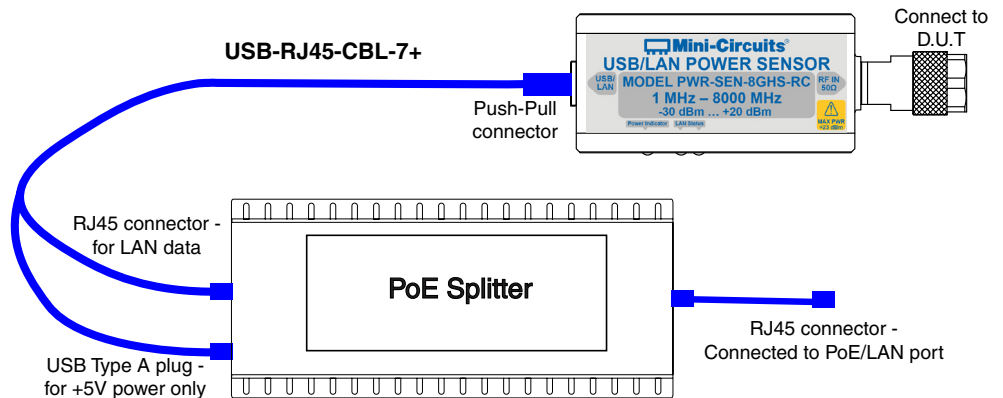 Connect to
D.U.T
USB-RJ45-CBL-7+
Mini-Circuits®
USB/LAN POWER SENSOR
USB/
LAN
MODEL PWR-SEN-8GHS-RC
RF IN
50Ω
1 MHz – 8000 MHz
-30 dBm ... +20 dBm
Power Indicator
LAN Status
MAX PWR
+23 dBm
Push-Pull
connector
RJ45 connector -
for LAN data
PoE Splitter
RJ45 connector -
Connected to PoE/LAN port
USB Type A plug -
for +5V power only